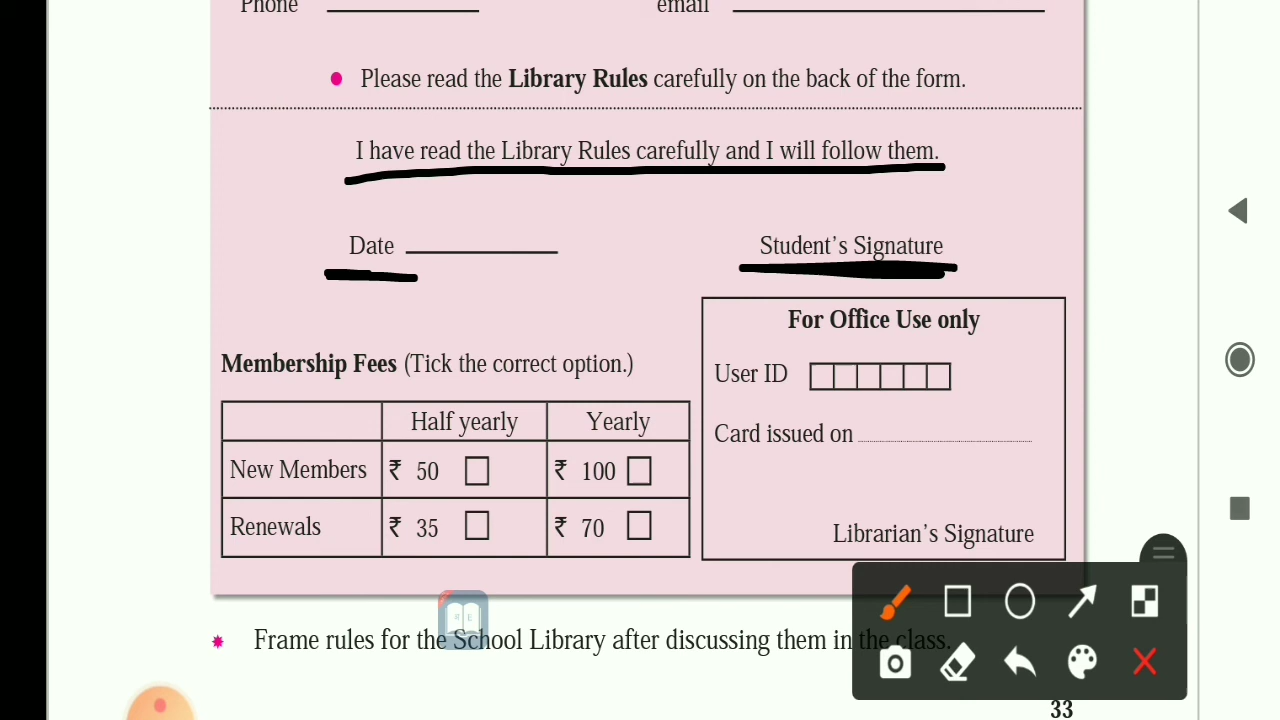 Phone email
Please read the Library Rules carefully on the back of the form.
I have read the Library Rules carefully and I will follow them.
Date Student's Signature
For Office Use only
User ID
Card issued on
Librarian's Signature
Membership Fees (Tick the correct option.)
Half yearly Yearly
New Members ₹ 50 ₹ 100
Renewals ₹ 35 ₹ 70
Frame rules for the School Library after discussing them in the class.
33